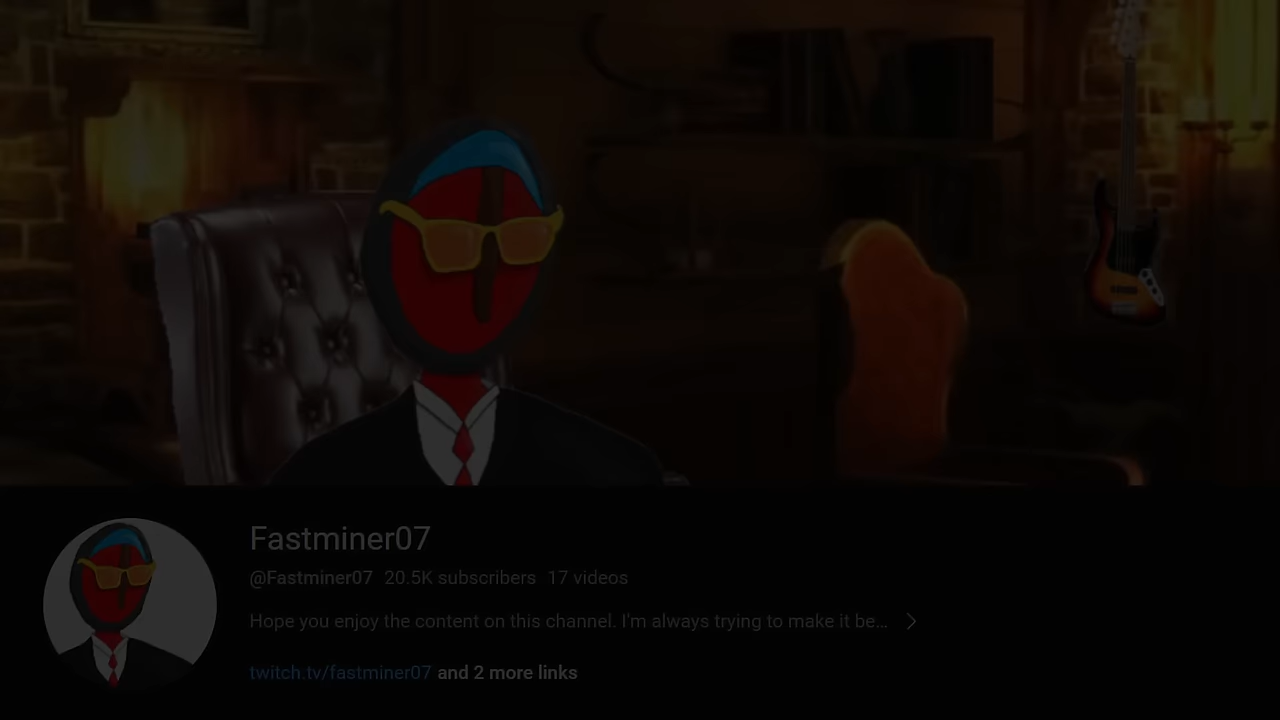 Fastminer07
@Fastminer07 20.5K subscribers 17 videos
Hope you enjoy the content on this channel. I'm always trying to make it be...
twitch.tv/fastminer07 and 2 more links